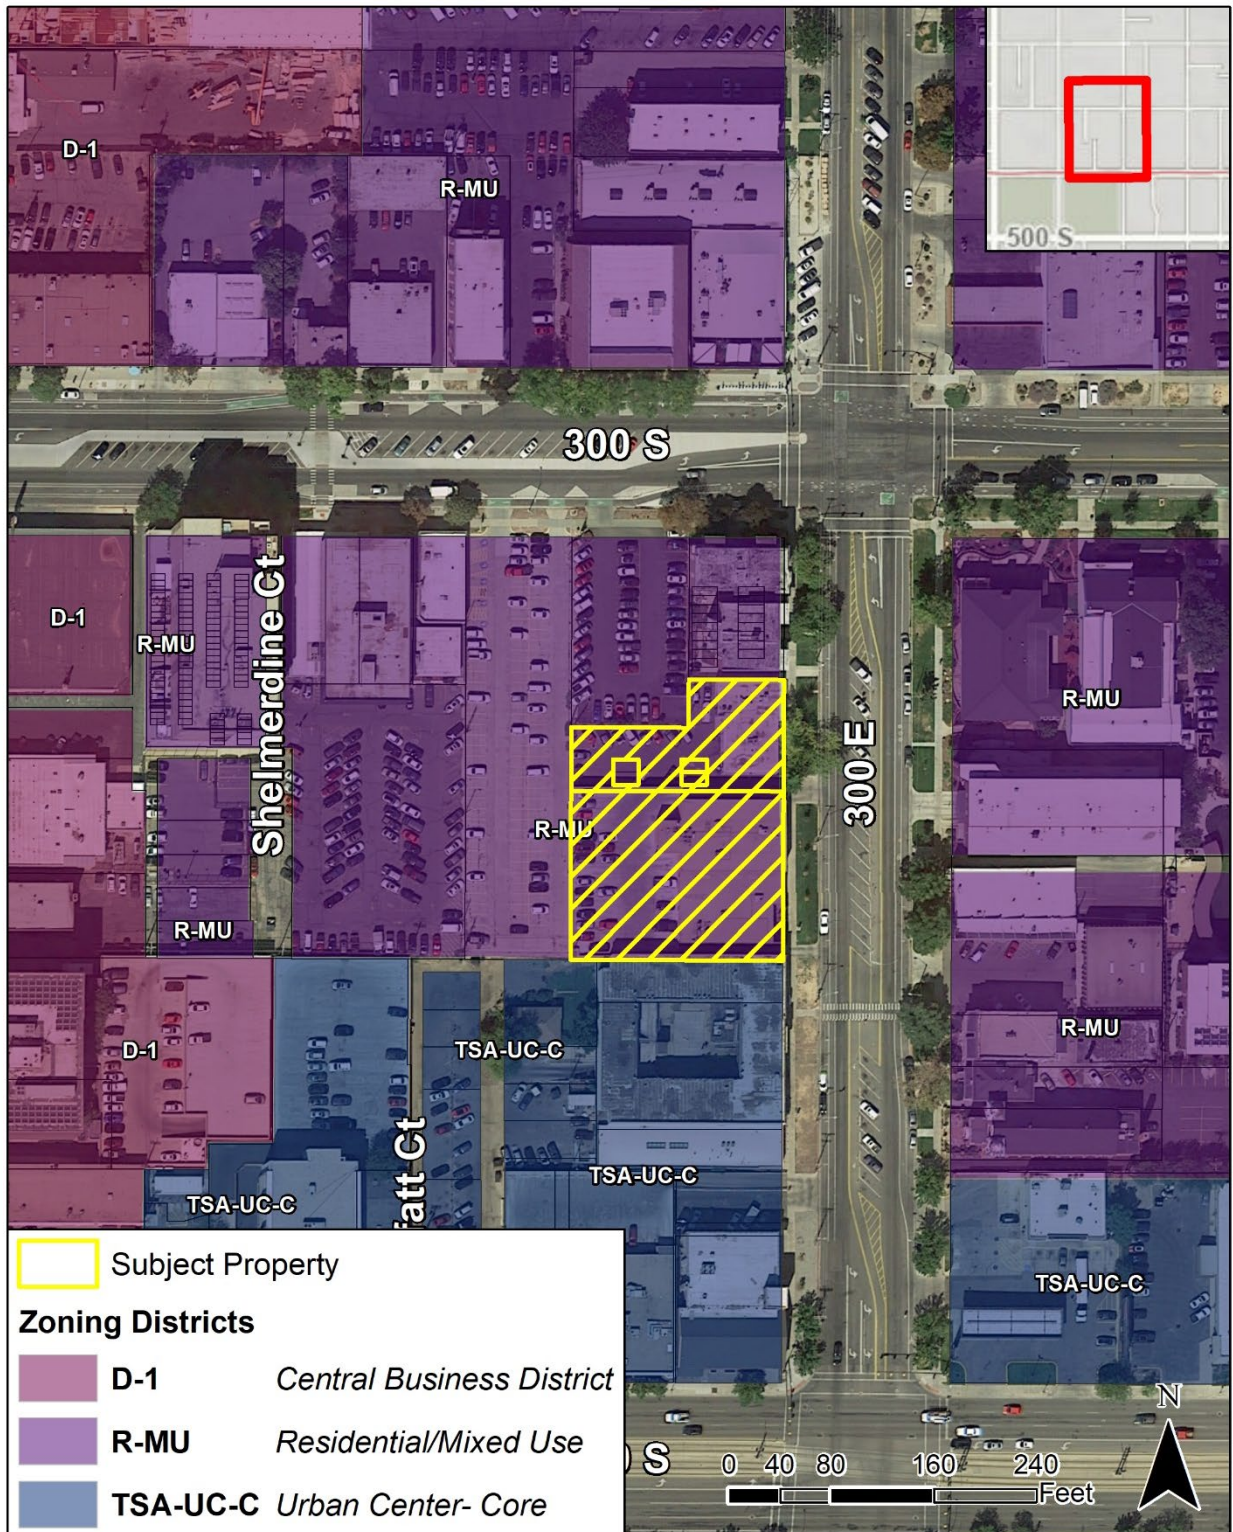 500 S
D-1
R-MU
300 S
D-1
R-MU
Shelmerdine Ct
300 E
R-MU
R-MU
R-MU
D-1
TSA-UC-C
R-MU
TSA-UC-C
TSA-UC-C
fatt Ct
TSA-UC-C
Subject Property
Zoning Districts
D-1 Central Business District
R-MU Residential/Mixed Use
TSA-UC-C Urban Center- Core
0 S
N
0 40 80 160 240
Feet